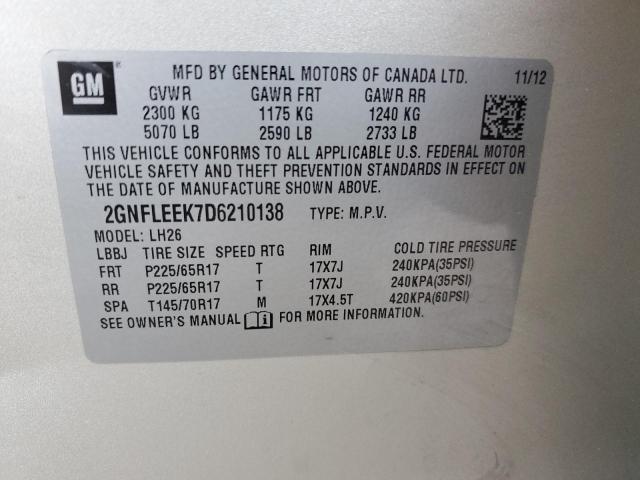 GM
MFD BY GENERAL MOTORS OF CANADA LTD. 11/12
GVWR GAWR FRT GAWR RR
2300 KG 1175 KG 1240 KG
5070 LB 2590 LB 2733 LB
THIS VEHICLE CONFORMS TO ALL APPLICABLE U.S. FEDERAL MOTOR
VEHICLE SAFETY AND THEFT PREVENTION STANDARDS IN EFFECT ON
THE DATE OF MANUFACTURE SHOWN ABOVE.
2GNFLEEK7D6210138 TYPE: M.P.V.
MODEL: LH26
LBBJ TIRE SIZE SPEED RTG RIM COLD TIRE PRESSURE
FRT P225/65R17 T 17X7J 240KPA(35PSI)
RR P225/65R17 T 17X7J 240KPA(35PSI)
SPA T145/70R17 M 17X4.5T 420KPA(60PSI)
SEE OWNER'S MANUAL i FOR MORE INFORMATION.